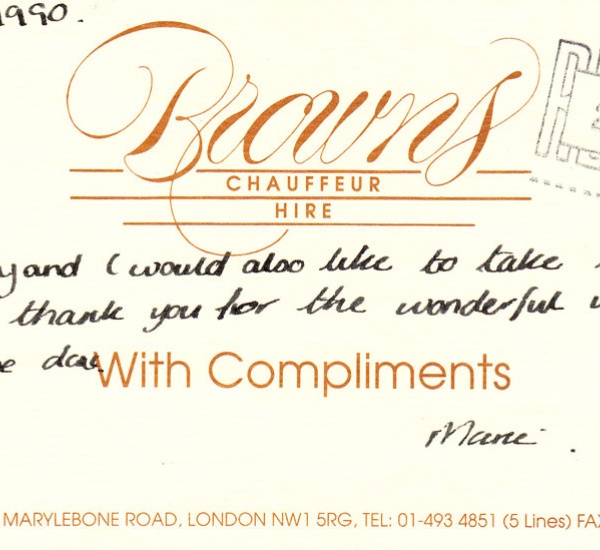 1990.
Browns
CHAUFFEUR
HIRE
and I would also like to take
thank you for the wonderful
With Compliments
Marie.
MARYLEBONE ROAD, LONDON NW1 5RG, TEL: 01-493 4851 (5 Lines) FAX